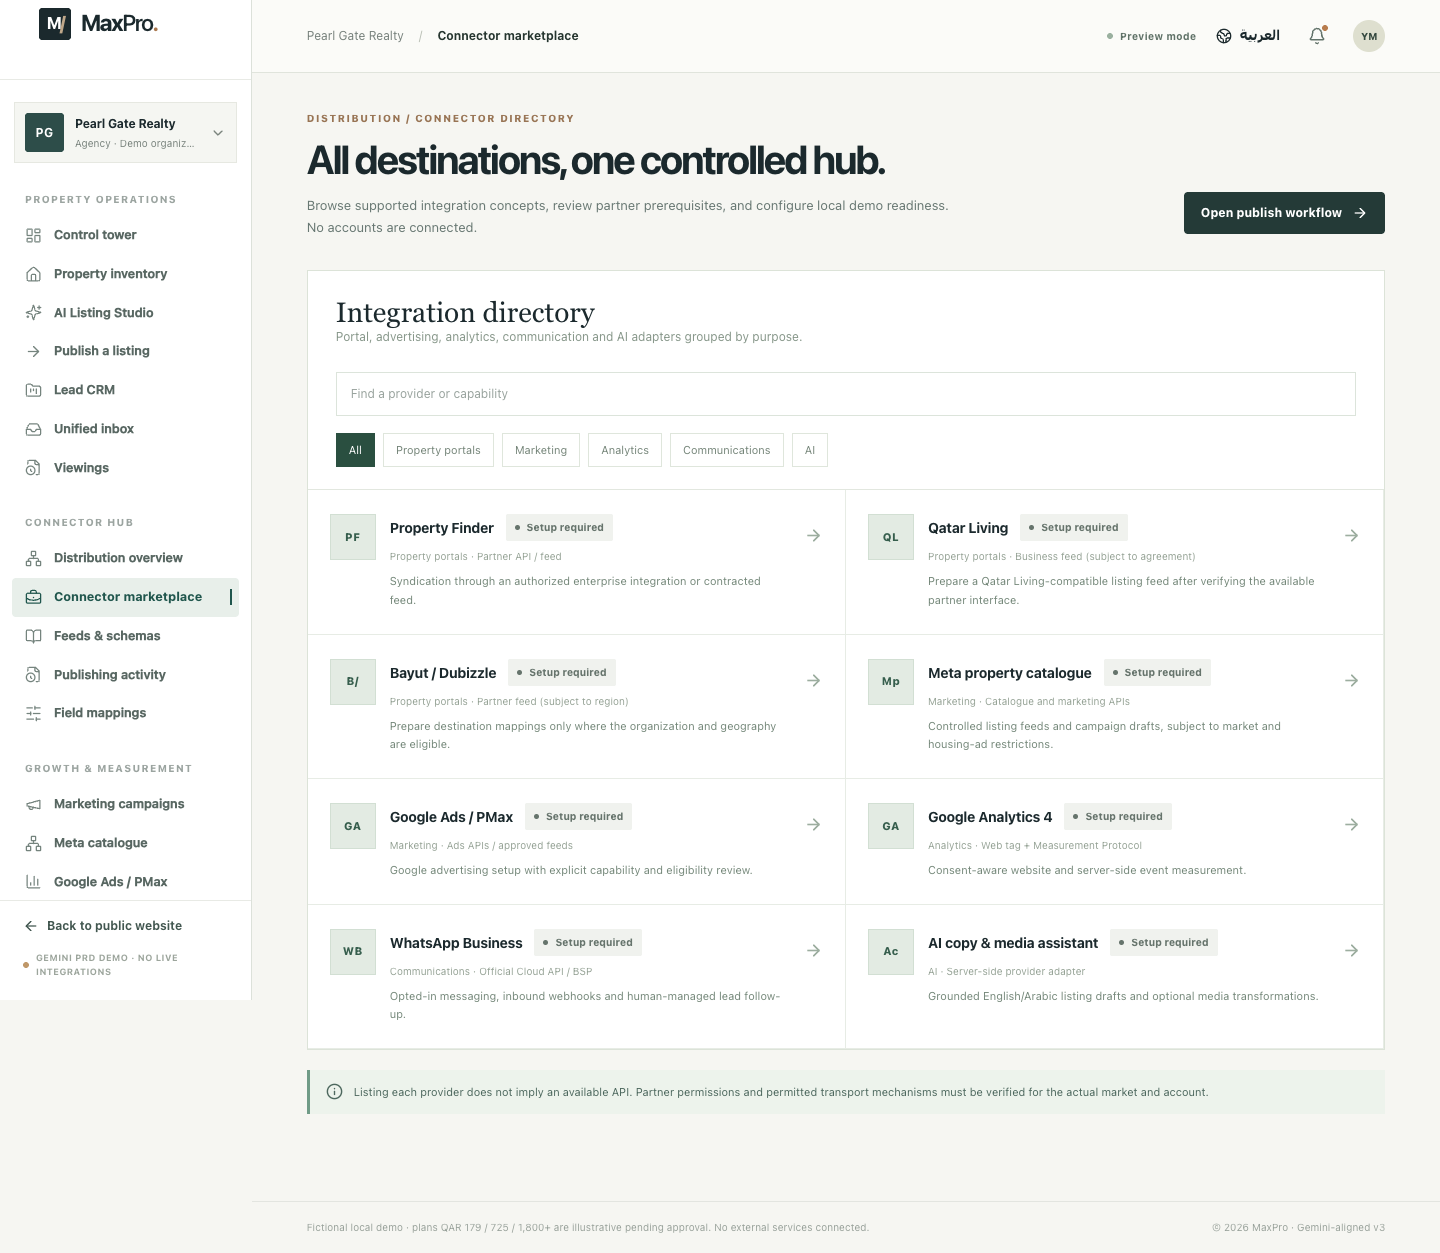 M/ MaxPro.
Pearl Gate Realty / Connector marketplace
Preview mode
العربية
YM
PG
Pearl Gate Realty
Agency · Demo organiz...
PROPERTY OPERATIONS
Control tower
Property inventory
AI Listing Studio
Publish a listing
Lead CRM
Unified inbox
Viewings
CONNECTOR HUB
Distribution overview
Connector marketplace
Feeds & schemas
Publishing activity
Field mappings
GROWTH & MEASUREMENT
Marketing campaigns
Meta catalogue
Google Ads / PMax
Back to public website
GEMINI PRD DEMO · NO LIVE
INTEGRATIONS
DISTRIBUTION / CONNECTOR DIRECTORY
All destinations, one controlled hub.
Browse supported integration concepts, review partner prerequisites, and configure local demo readiness.
No accounts are connected.
Open publish workflow
Integration directory
Portal, advertising, analytics, communication and AI adapters grouped by purpose.
Find a provider or capability
All
Property portals
Marketing
Analytics
Communications
AI
PF
Property Finder
Setup required
Property portals · Partner API / feed
Syndication through an authorized enterprise integration or contracted
feed.
QL
Qatar Living
Setup required
Property portals · Business feed (subject to agreement)
Prepare a Qatar Living-compatible listing feed after verifying the available
partner interface.
B/
Bayut / Dubizzle
Setup required
Property portals · Partner feed (subject to region)
Prepare destination mappings only where the organization and geography
are eligible.
Mp
Meta property catalogue
Setup required
Marketing · Catalogue and marketing APIs
Controlled listing feeds and campaign drafts, subject to market and
housing-ad restrictions.
GA
Google Ads / PMax
Setup required
Marketing · Ads APIs / approved feeds
Google advertising setup with explicit capability and eligibility review.
GA
Google Analytics 4
Setup required
Analytics · Web tag + Measurement Protocol
Consent-aware website and server-side event measurement.
WB
WhatsApp Business
Setup required
Communications · Official Cloud API / BSP
Opted-in messaging, inbound webhooks and human-managed lead follow-
up.
Ac
AI copy & media assistant
Setup required
AI · Server-side provider adapter
Grounded English/Arabic listing drafts and optional media transformations.
Listing each provider does not imply an available API. Partner permissions and permitted transport mechanisms must be verified for the actual market and account.
Fictional local demo · plans QAR 179 / 725 / 1,800+ are illustrative pending approval. No external services connected.
© 2026 MaxPro · Gemini-aligned v3